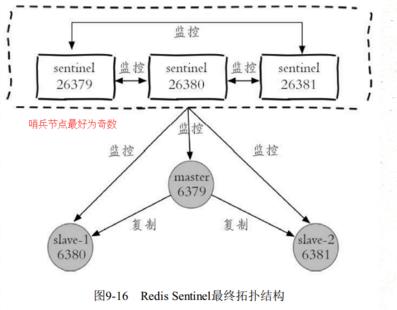 监控
sentinel
26379
监控
sentinel
26380
监控
sentinel
26381
哨兵节点最好为奇数
监控
监控
监控
master
6379
复制
复制
slave-1
6380
slave-2
6381
图9-16 Redis Sentinel最终拓扑结构